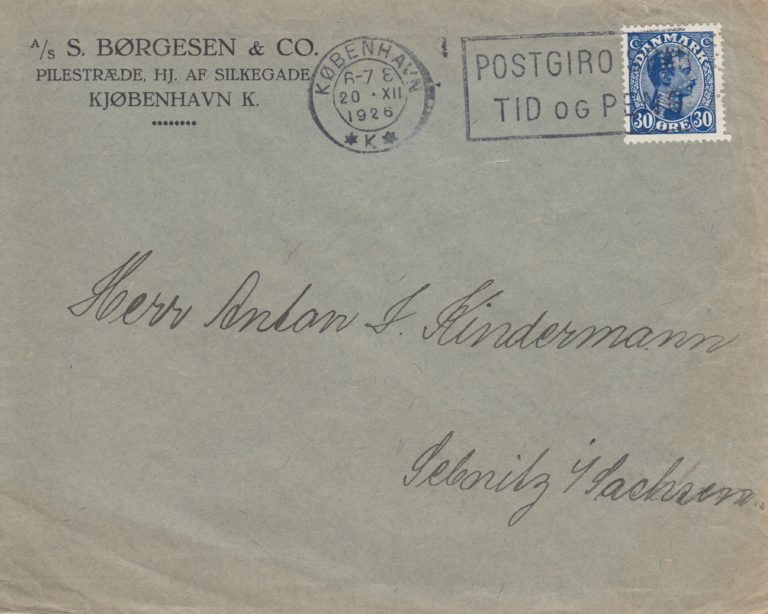 A/S S. BØRGESEN & CO.
PILESTRÆDE, HJ. AF SILKEGADE
KJØBENHAVN K.
KØBENHAVN
6-7 E
20 · XII
1926
* K *
POSTGIRO
TID OG PE
DANMARK
30 ØRE 30
Herr Anton J. Kindermann
Sebnitz i/Sachsen.